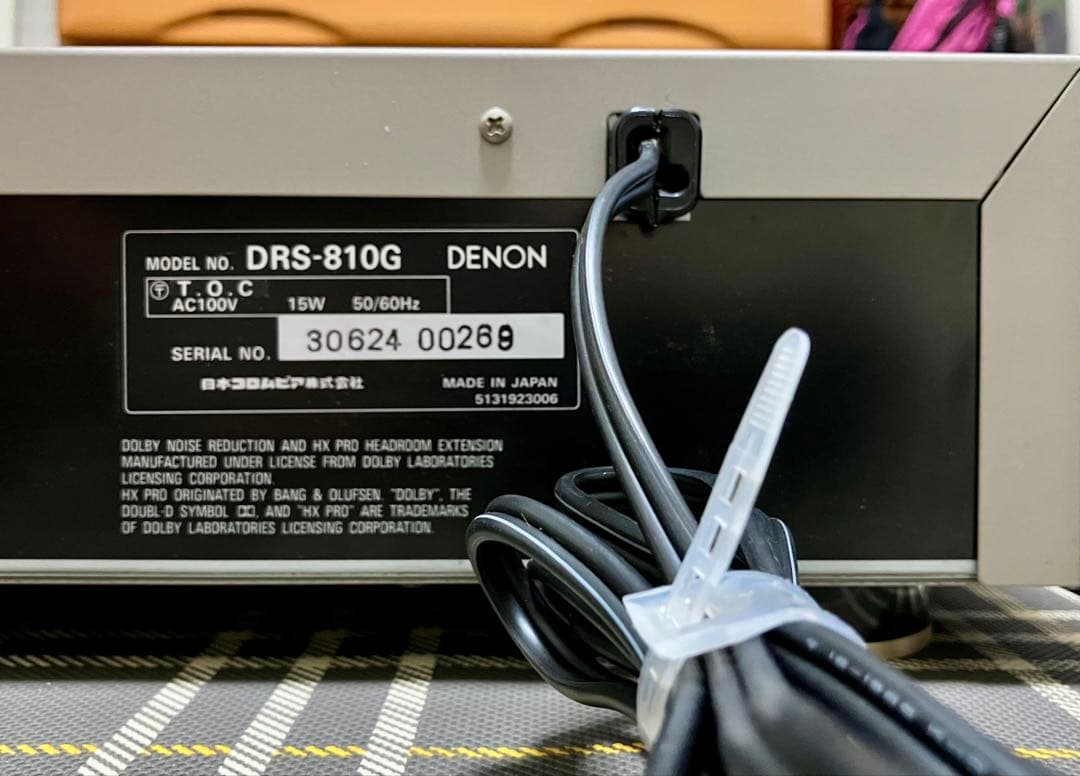 MODEL NO. DRS-810G DENON
T.O.C
AC100V 15W 50/60Hz
SERIAL NO. 30624 00269
日本コロムビア株式会社 MADE IN JAPAN
5131923006
DOLBY NOISE REDUCTION AND HX PRO HEADROOM EXTENSION
MANUFACTURED UNDER LICENSE FROM DOLBY LABORATORIES
LICENSING CORPORATION.
HX PRO ORIGINATED BY BANG & OLUFSEN. "DOLBY", THE
DOUBL-D SYMBOL, AND "HX PRO" ARE TRADEMARKS
OF DOLBY LABORATORIES LICENSING CORPORATION.